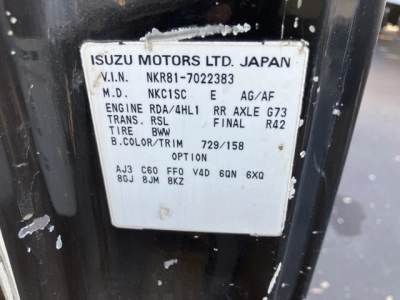 ISUZU MOTORS LTD. JAPAN
V.I.N. NKR81-7022383
M.D. NKC1SC E AG/AF
ENGINE RDA/4HL1 RR AXLE G73
TRANS. RSL FINAL R42
TIRE BWW
B.COLOR/TRIM 729/158
OPTION
AJ3 C60 FF0 V4D 6QN 6XQ
8GJ 8JM 8KZ